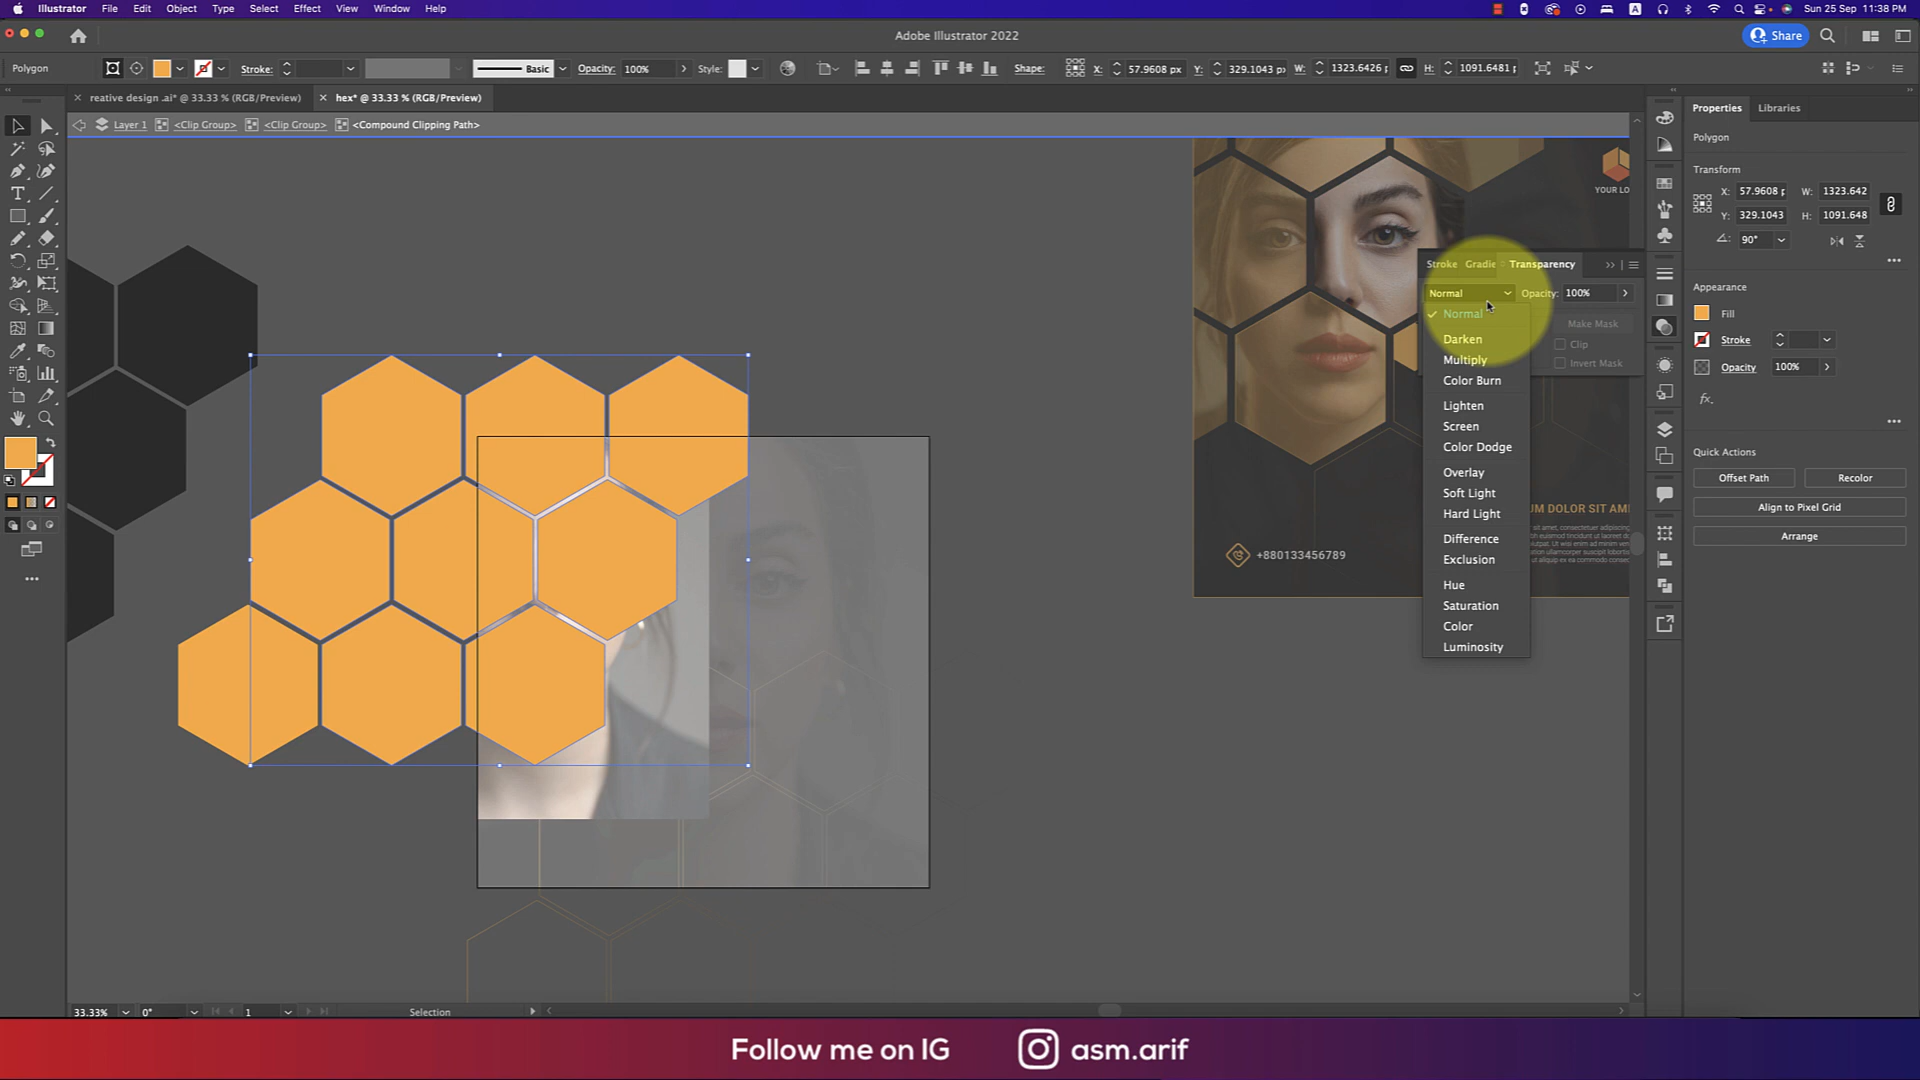 Illustrator File Edit Object Type Select Effect View Window Help A Sun 25 Sep 11:38 PM
Adobe Illustrator 2022 Share
Polygon Stroke: Basic Opacity: 100% Style: Shape: X: 57.9608 px Y: 329.1043 px W: 1323.6426 p H: 1091.6481 p
reative design .ai* @ 33.33 % (RGB/Preview) hex* @ 33.33 % (RGB/Preview)
Layer 1 <Clip Group> <Clip Group> <Compound Clipping Path>
Properties Libraries
Polygon
Transform
X: 57.9608 p W: 1323.642
Y: 329.1043 H: 1091.648
90°
Appearance
Fill
Stroke
Opacity 100%
fx.
Quick Actions
Offset Path Recolor
Align to Pixel Grid
Arrange
YOUR LO
Stroke Gradie Transparency
Normal Opacity: 100%
Normal
Darken
Multiply
Color Burn
Lighten
Screen
Color Dodge
Overlay
Soft Light
Hard Light
Difference
Exclusion
Hue
Saturation
Color
Luminosity
Make Mask
Clip
Invert Mask
UM DOLOR SIT AM
+880133456789
33.33% 0° 1 Selection
Follow me on IG asm.arif